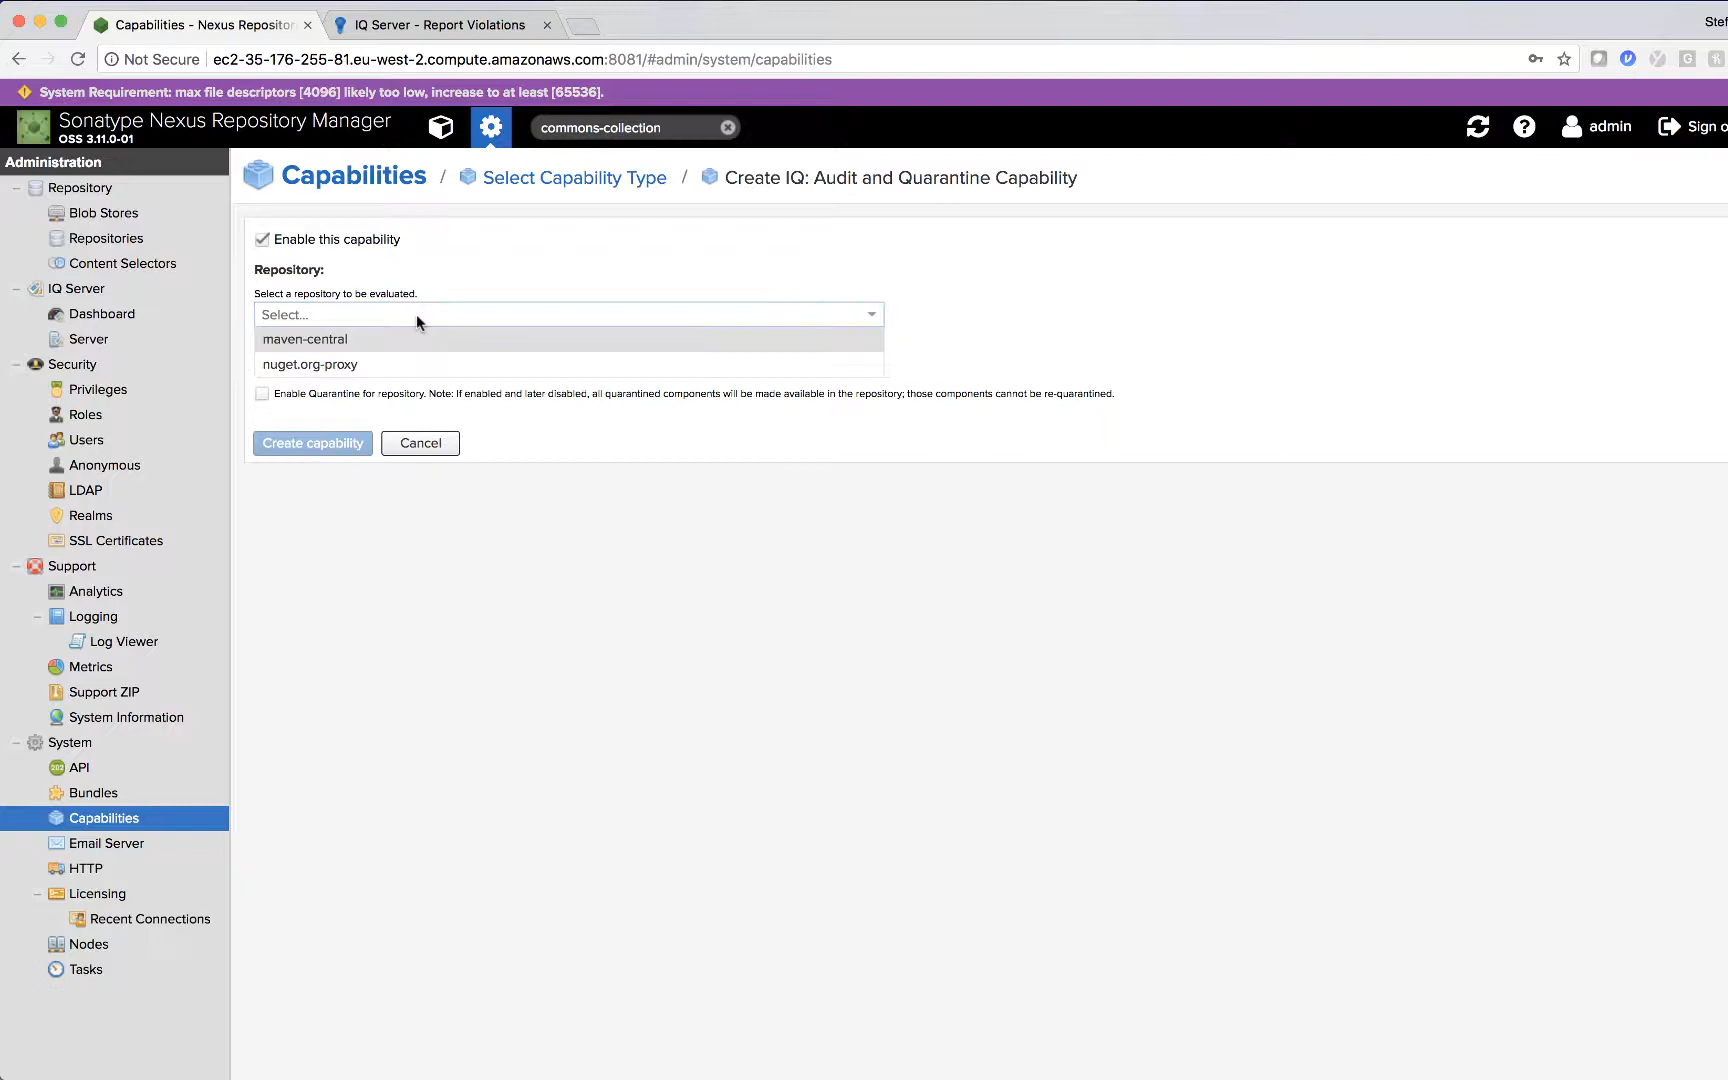 Capabilities - Nexus Repositor
IQ Server - Report Violations
Stef
Not Secure
ec2-35-176-255-81.eu-west-2.compute.amazonaws.com:8081/#admin/system/capabilities
System Requirement: max file descriptors [4096] likely too low, increase to at least [65536].
Sonatype Nexus Repository Manager
OSS 3.11.0-01
commons-collection
admin
Sign o
Administration
Repository
Blob Stores
Repositories
Content Selectors
IQ Server
Dashboard
Server
Security
Privileges
Roles
Users
Anonymous
LDAP
Realms
SSL Certificates
Support
Analytics
Logging
Log Viewer
Metrics
Support ZIP
System Information
System
API
Bundles
Capabilities
Email Server
HTTP
Licensing
Recent Connections
Nodes
Tasks
Capabilities / Select Capability Type / Create IQ: Audit and Quarantine Capability
Enable this capability
Repository:
Select a repository to be evaluated.
Select...
maven-central
nuget.org-proxy
Enable Quarantine for repository. Note: If enabled and later disabled, all quarantined components will be made available in the repository; those components cannot be re-quarantined.
Create capability
Cancel